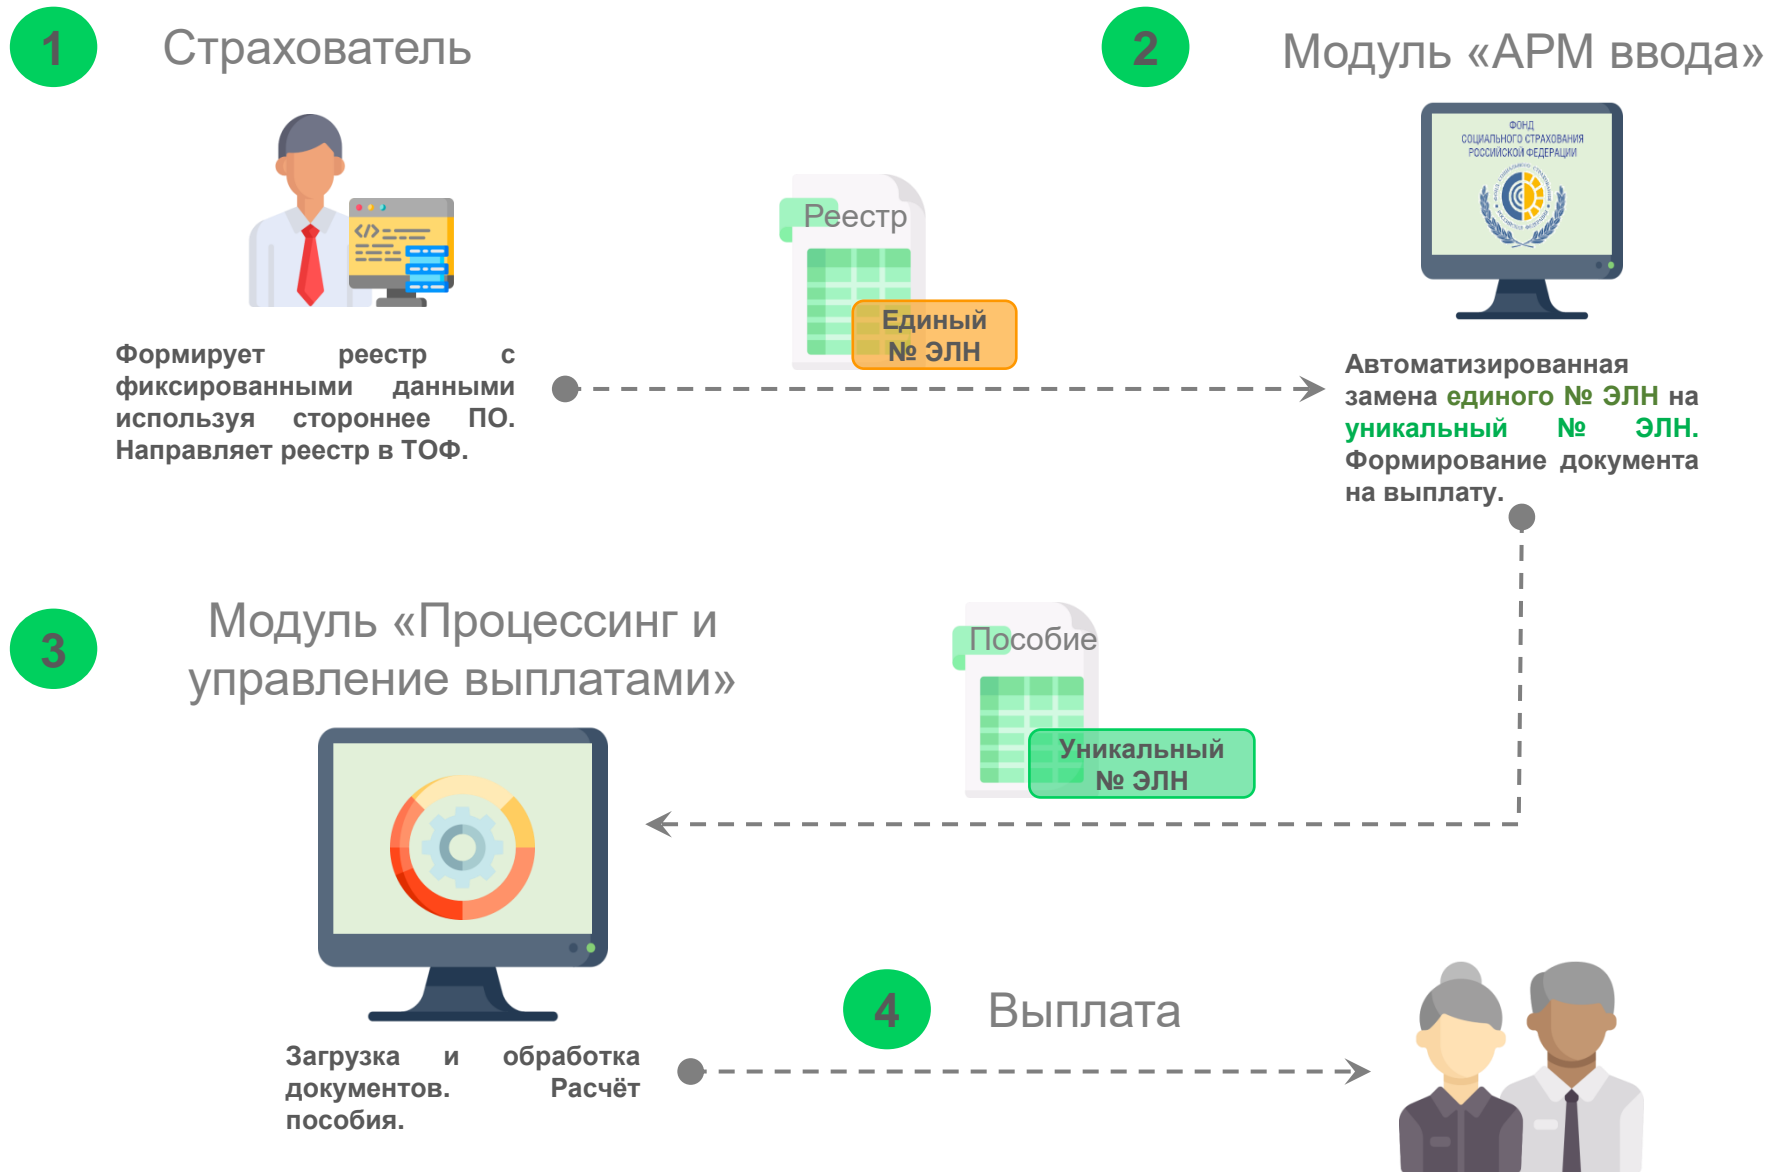 1
Страхователь
Формирует реестр с
фиксированными данными
используя стороннее ПО.
Направляет реестр в ТОФ.
Реестр
Единый
№ ЭЛН
2
Модуль «АРМ ввода»
ФОНД
СОЦИАЛЬНОГО СТРАХОВАНИЯ
РОССИЙСКОЙ ФЕДЕРАЦИИ
Автоматизированная
замена единого № ЭЛН на
уникальный № ЭЛН.
Формирование документа
на выплату.
3
Модуль «Процессинг и
управление выплатами»
Пособие
Уникальный
№ ЭЛН
Загрузка и обработка
документов. Расчёт
пособия.
4
Выплата